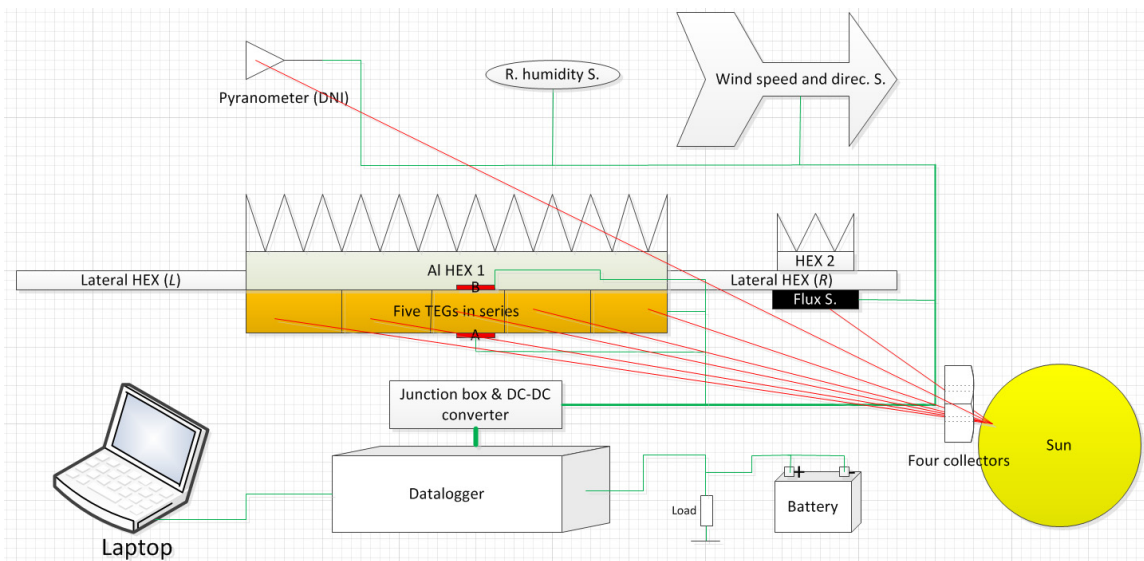 R. humidity S.
Wind speed and direc. S.
Pyranometer (DNI)
Al HEX 1
HEX 2
Lateral HEX (L)
Lateral HEX (R)
B
Flux S.
Five TEGs in series
A
Junction box & DC-DC
converter
Sun
Four collectors
+
-
Datalogger
Load
Battery
Laptop